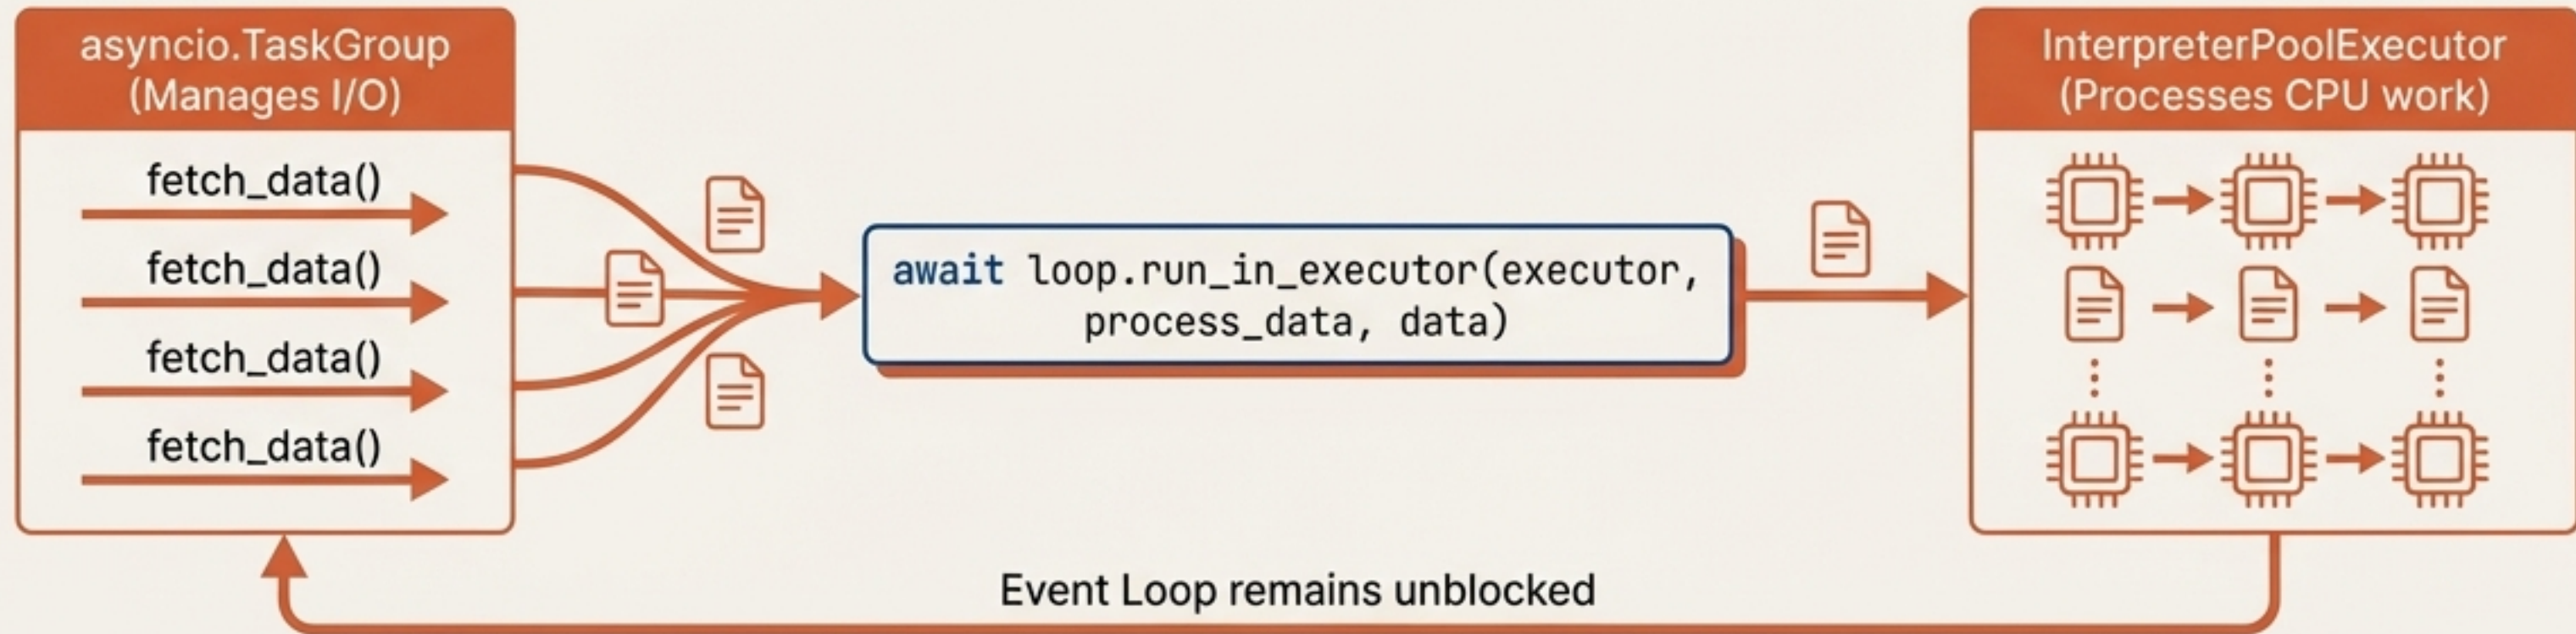 asyncio.TaskGroup
(Manages I/O)
fetch_data()
fetch_data()
fetch_data()
fetch_data()
await loop.run_in_executor(executor,
process_data, data)
InterpreterPoolExecutor
(Processes CPU work)
Event Loop remains unblocked